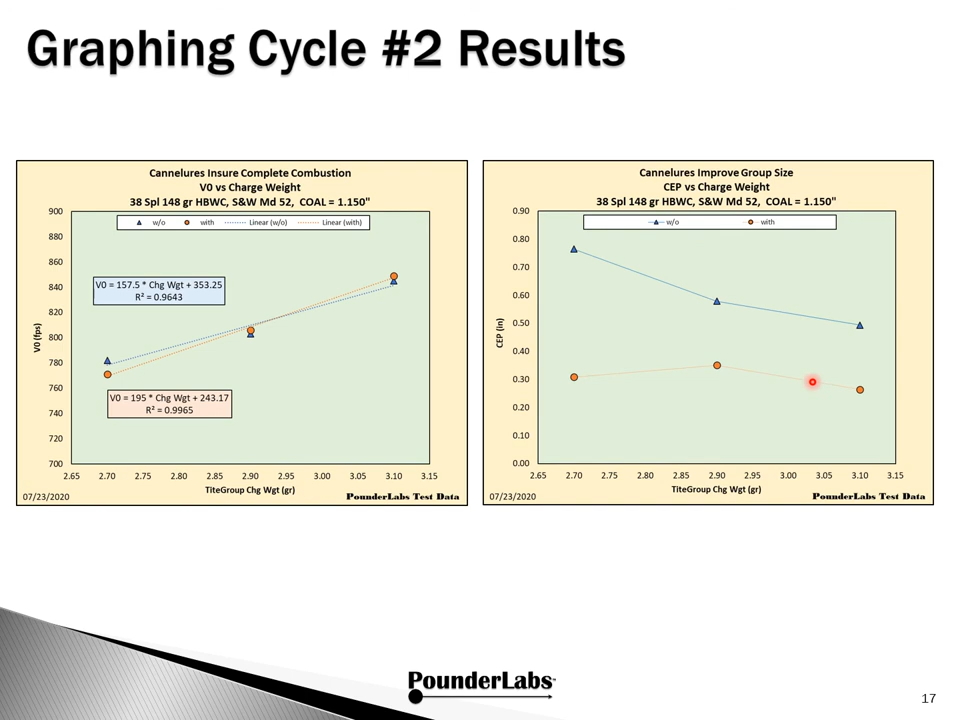 Graphing Cycle #2 Results
Cannelures Insure Complete Combustion
V0 vs Charge Weight
38 Spl 148 gr HBWC, S&W Md 52, COAL = 1.150"
w/o with Linear (w/o) Linear (with)
900
880
860
840
820
800
780
760
740
720
700
V0 (fps)
V0 = 157.5 * Chg Wgt + 353.25
R² = 0.9643
V0 = 195 * Chg Wgt + 243.17
R² = 0.9965
2.65 2.70 2.75 2.80 2.85 2.90 2.95 3.00 3.05 3.10 3.15
TiteGroup Chg Wgt (gr)
07/23/2020
PounderLabs Test Data
Cannelures Improve Group Size
CEP vs Charge Weight
38 Spl 148 gr HBWC, S&W Md 52, COAL = 1.150"
w/o with
0.90
0.80
0.70
0.60
0.50
0.40
0.30
0.20
0.10
0.00
CEP (in)
2.65 2.70 2.75 2.80 2.85 2.90 2.95 3.00 3.05 3.10 3.15
TiteGroup Chg Wgt (gr)
07/23/2020
PounderLabs Test Data
PounderLabs™
17